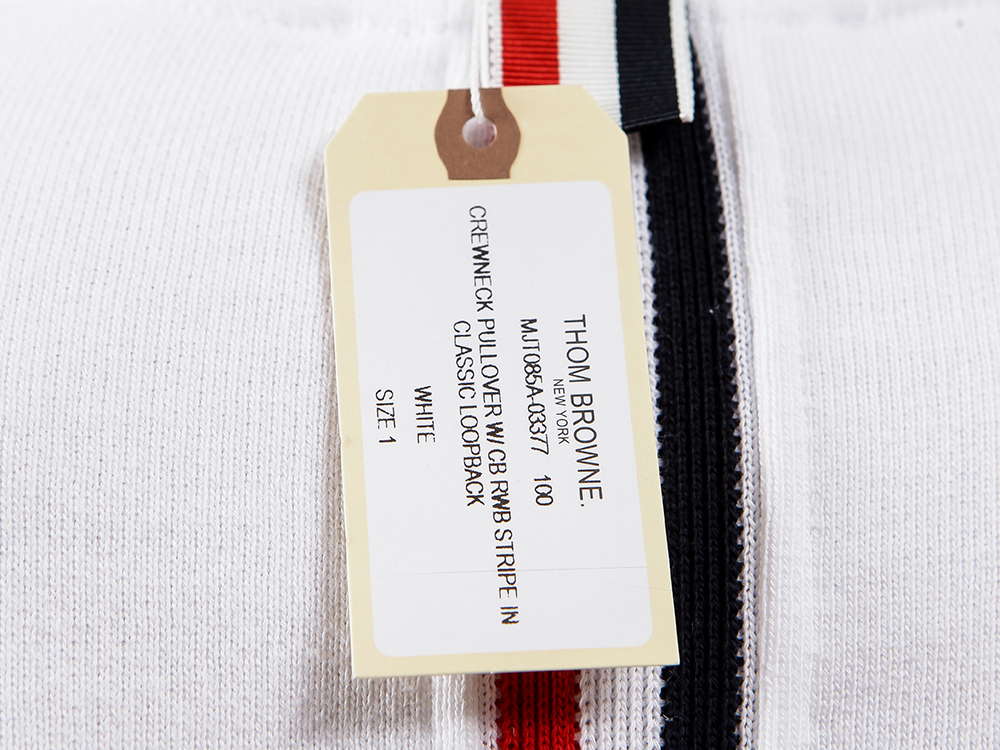 THOM BROWNE.
NEW YORK
MJT085A-03377 100
CREWNECK PULLOVER W/ CB RWB STRIPE IN
CLASSIC LOOPBACK
WHITE
SIZE 1